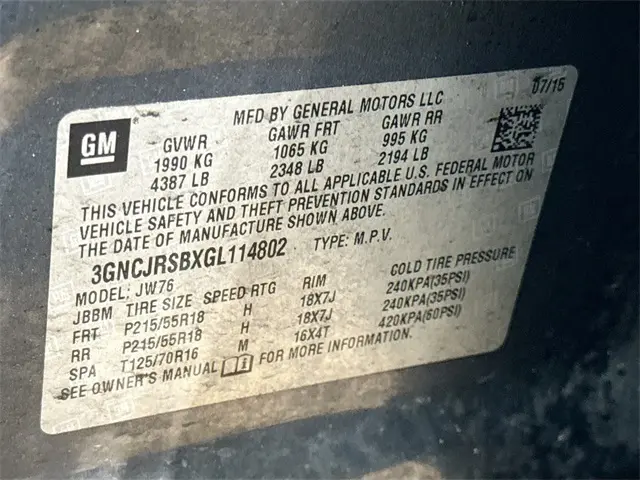 07/15
MFD BY GENERAL MOTORS LLC
GM
GVWR GAWR FRT GAWR RR
1990 KG 1065 KG 995 KG
4387 LB 2348 LB 2194 LB
THIS VEHICLE CONFORMS TO ALL APPLICABLE U.S. FEDERAL MOTOR
VEHICLE SAFETY AND THEFT PREVENTION STANDARDS IN EFFECT ON
THE DATE OF MANUFACTURE SHOWN ABOVE.
3GNCJRSBXGL114802 TYPE: M.P.V.
MODEL: JW76
JBBM TIRE SIZE SPEED RTG RIM COLD TIRE PRESSURE
FRT P215/55R18 H 18X7J 240KPA(35PSI)
RR P215/55R18 H 18X7J 240KPA(35PSI)
SPA T125/70R16 M 16X4T 420KPA(60PSI)
SEE OWNER'S MANUAL FOR MORE INFORMATION.